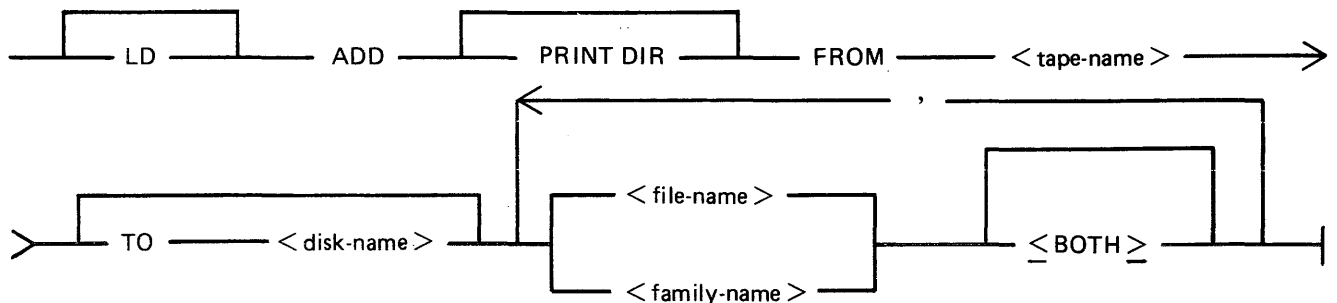 LD ADD PRINT DIR FROM < tape-name >
,
< file-name >
TO < disk-name > < BOTH >
< family-name >